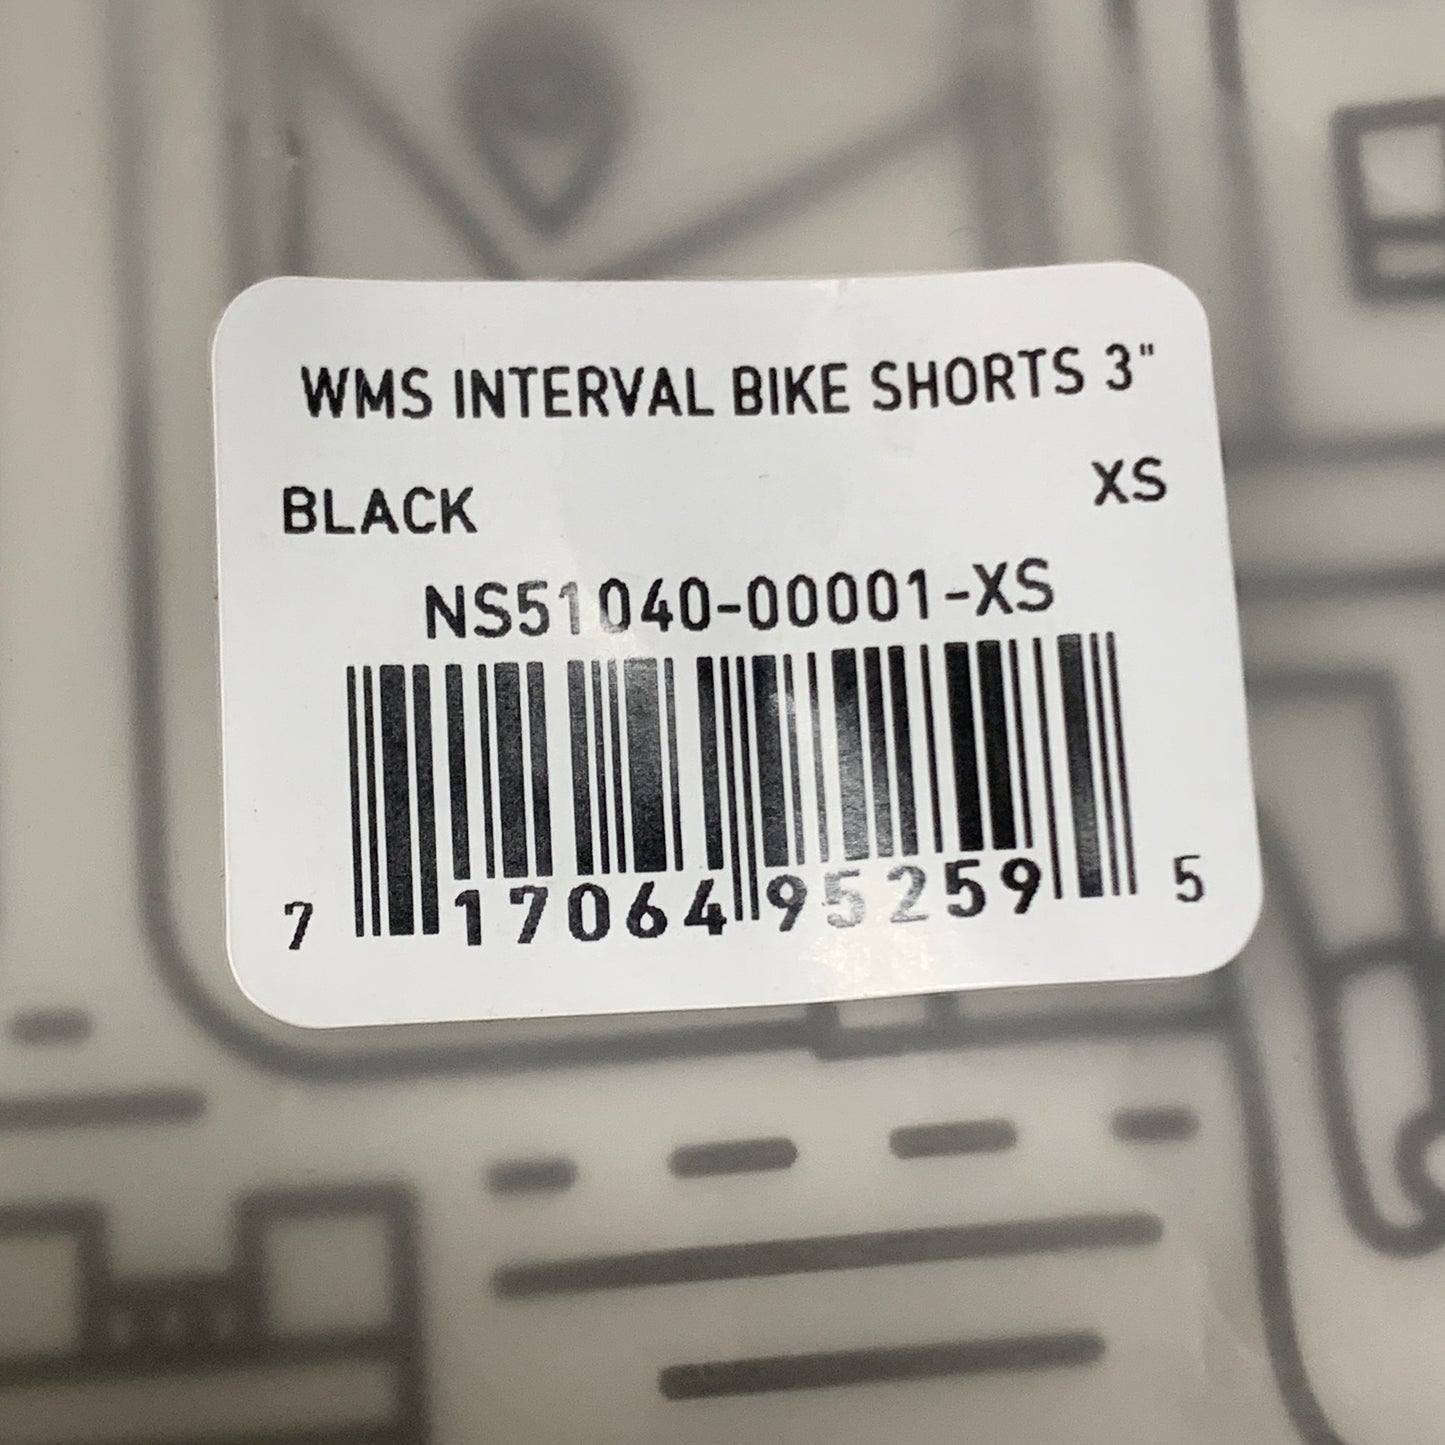 WMS INTERVAL BIKE SHORTS 3"
BLACK XS
NS51040-00001-XS
7 17064 95259 5